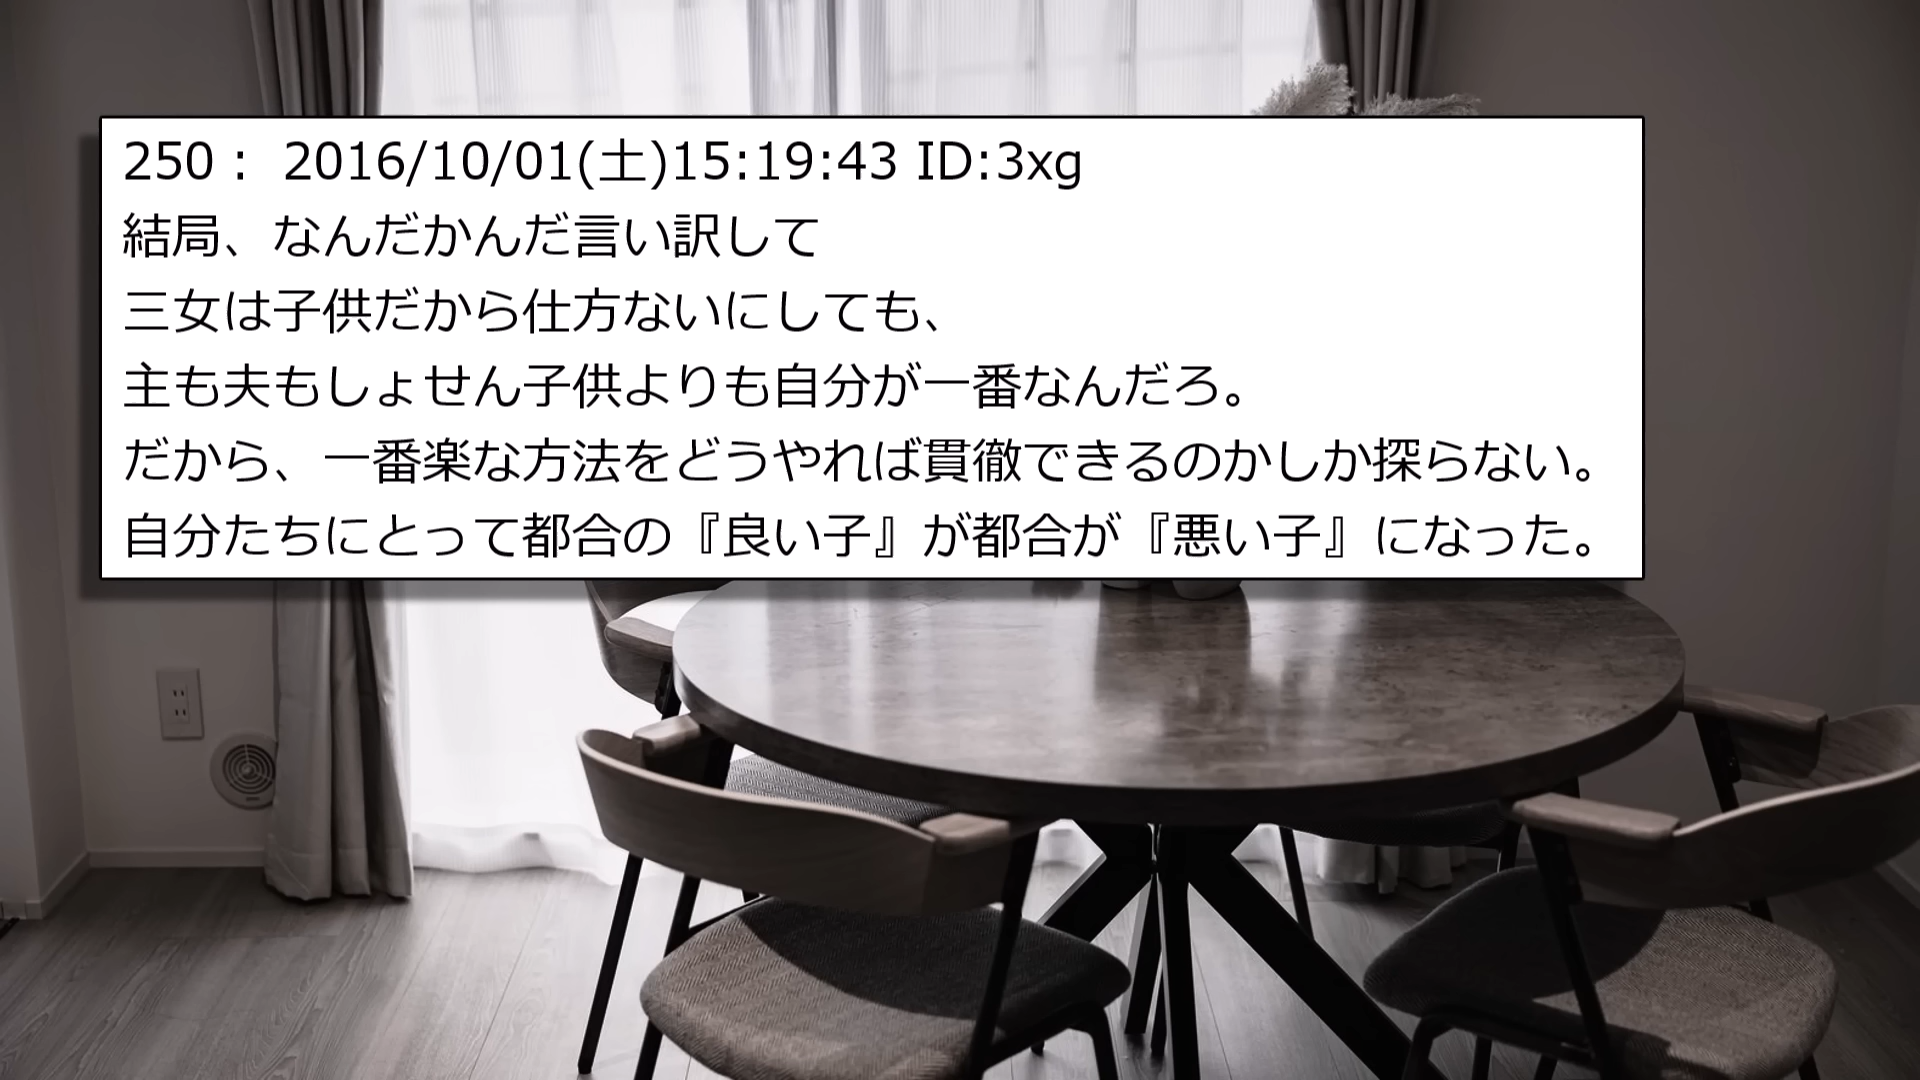 250： 2016/10/01(土)15:19:43 ID:3xg
結局、なんだかんだ言い訳して
三女は子供だから仕方ないにしても、
主も夫もしょせん子供よりも自分が一番なんだろ。
だから、一番楽な方法をどうやれば貫徹できるのかしか探らない。
自分たちにとって都合の『良い子』が都合が『悪い子』になった。